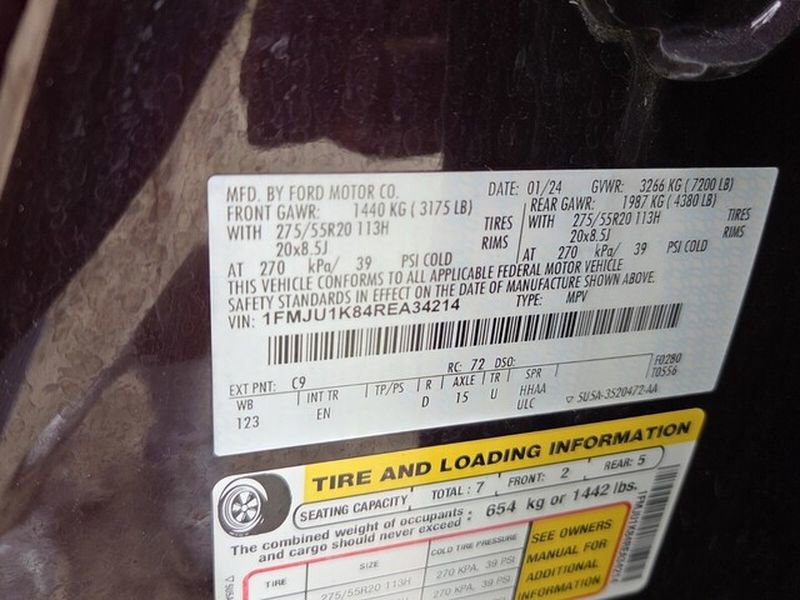 MFD. BY FORD MOTOR CO. DATE: 01/24 GVWR: 3266 KG ( 7200 LB)
FRONT GAWR: 1440 KG ( 3175 LB) REAR GAWR: 1987 KG ( 4380 LB)
WITH 275/55R20 113H TIRES WITH 275/55R20 113H TIRES
20x8.5J RIMS 20x8.5J RIMS
AT 270 kPa/ 39 PSI COLD AT 270 kPa/ 39 PSI COLD
THIS VEHICLE CONFORMS TO ALL APPLICABLE FEDERAL MOTOR VEHICLE
SAFETY STANDARDS IN EFFECT ON THE DATE OF MANUFACTURE SHOWN ABOVE.
VIN: 1FMJU1K84REA34214 TYPE: MPV
EXT PNT: C9 RC: 72 DSO: F0280
T0556
WB INT TR TP/PS R AXLE TR SPR
123 EN D 15 U HHAA
ULC 5USA-3520472-AA
TIRE AND LOADING INFORMATION
SEATING CAPACITY TOTAL : 7 FRONT: 2 REAR: 5
The combined weight of occupants : 654 kg or 1442 lbs.
and cargo should never exceed
TIRE SIZE COLD TIRE PRESSURE
275/55R20 113H 270 KPA, 39 PSI
SEE OWNERS
MANUAL FOR
ADDITIONAL
INFORMATION